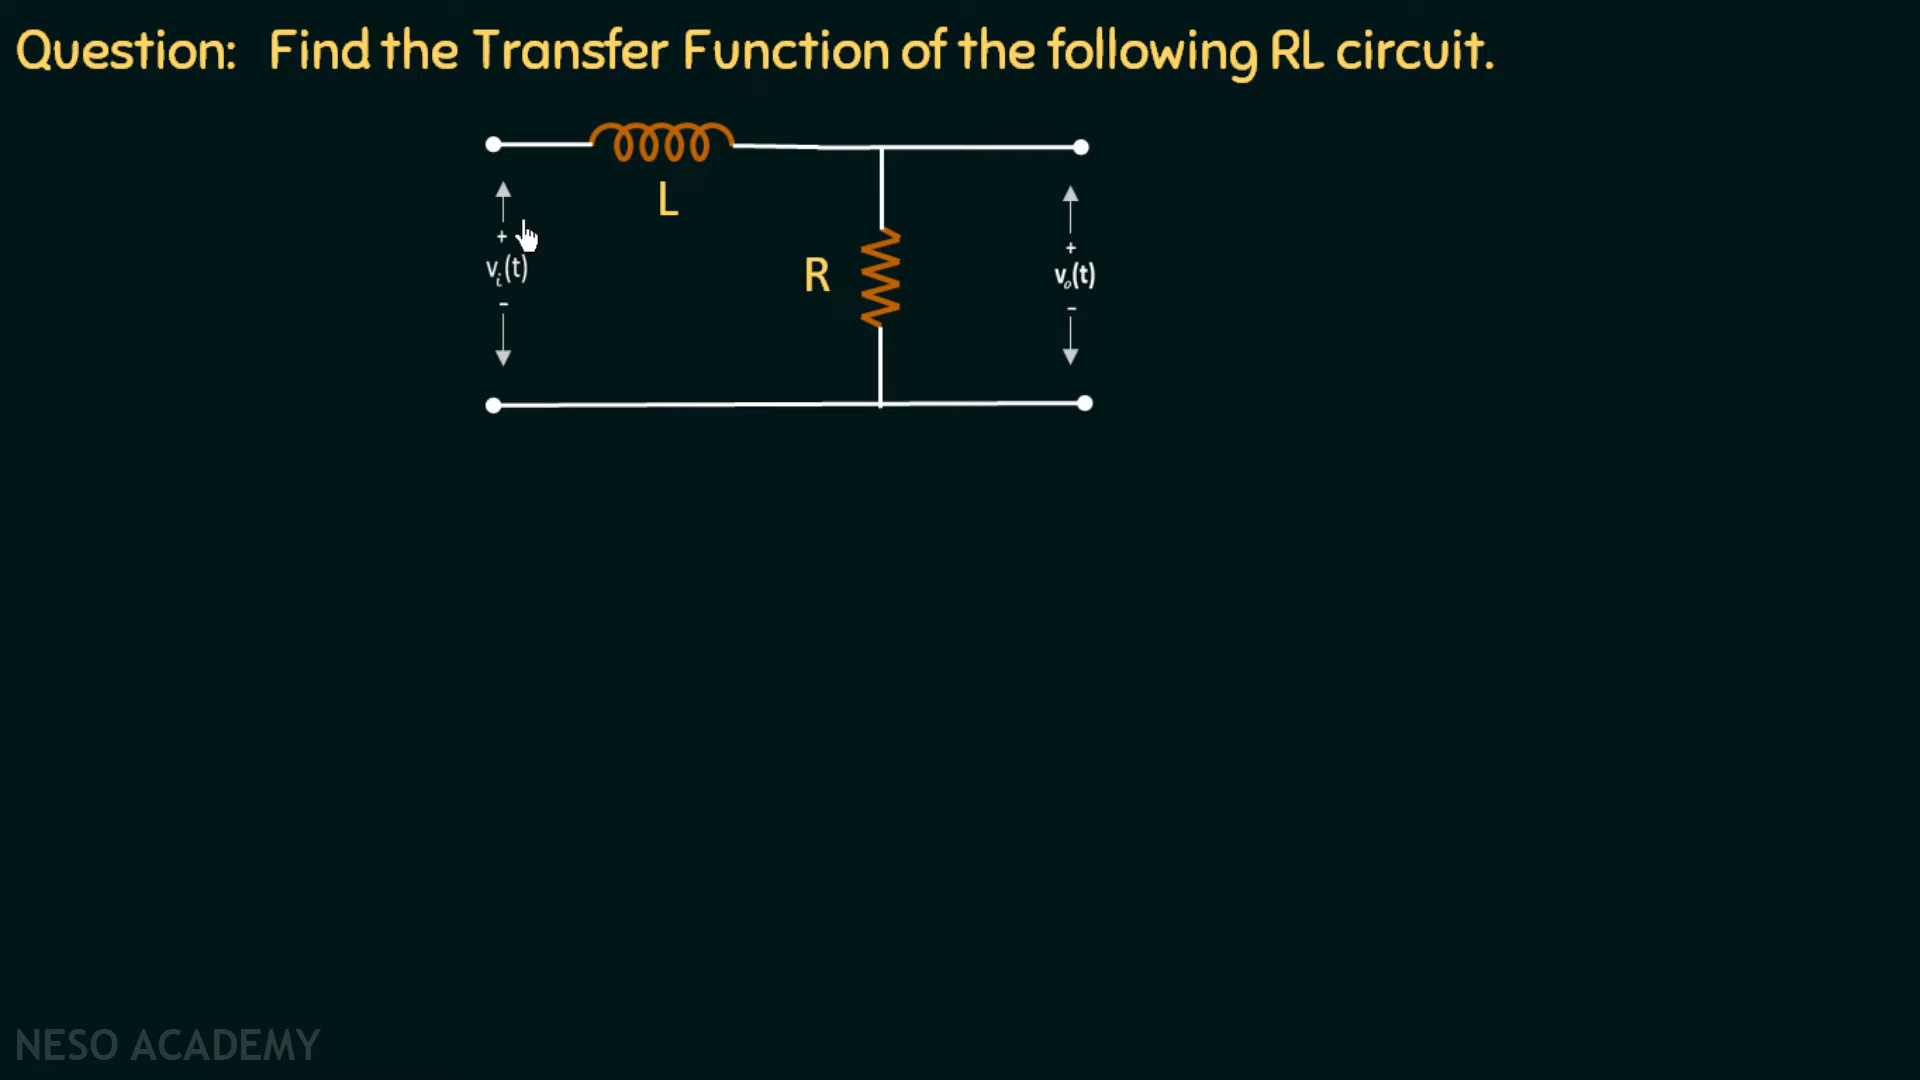 Question: Find the Transfer Function of the following RL circuit.
L
+
vᵢ(t)
-
R
+
vₒ(t)
-
NESO ACADEMY